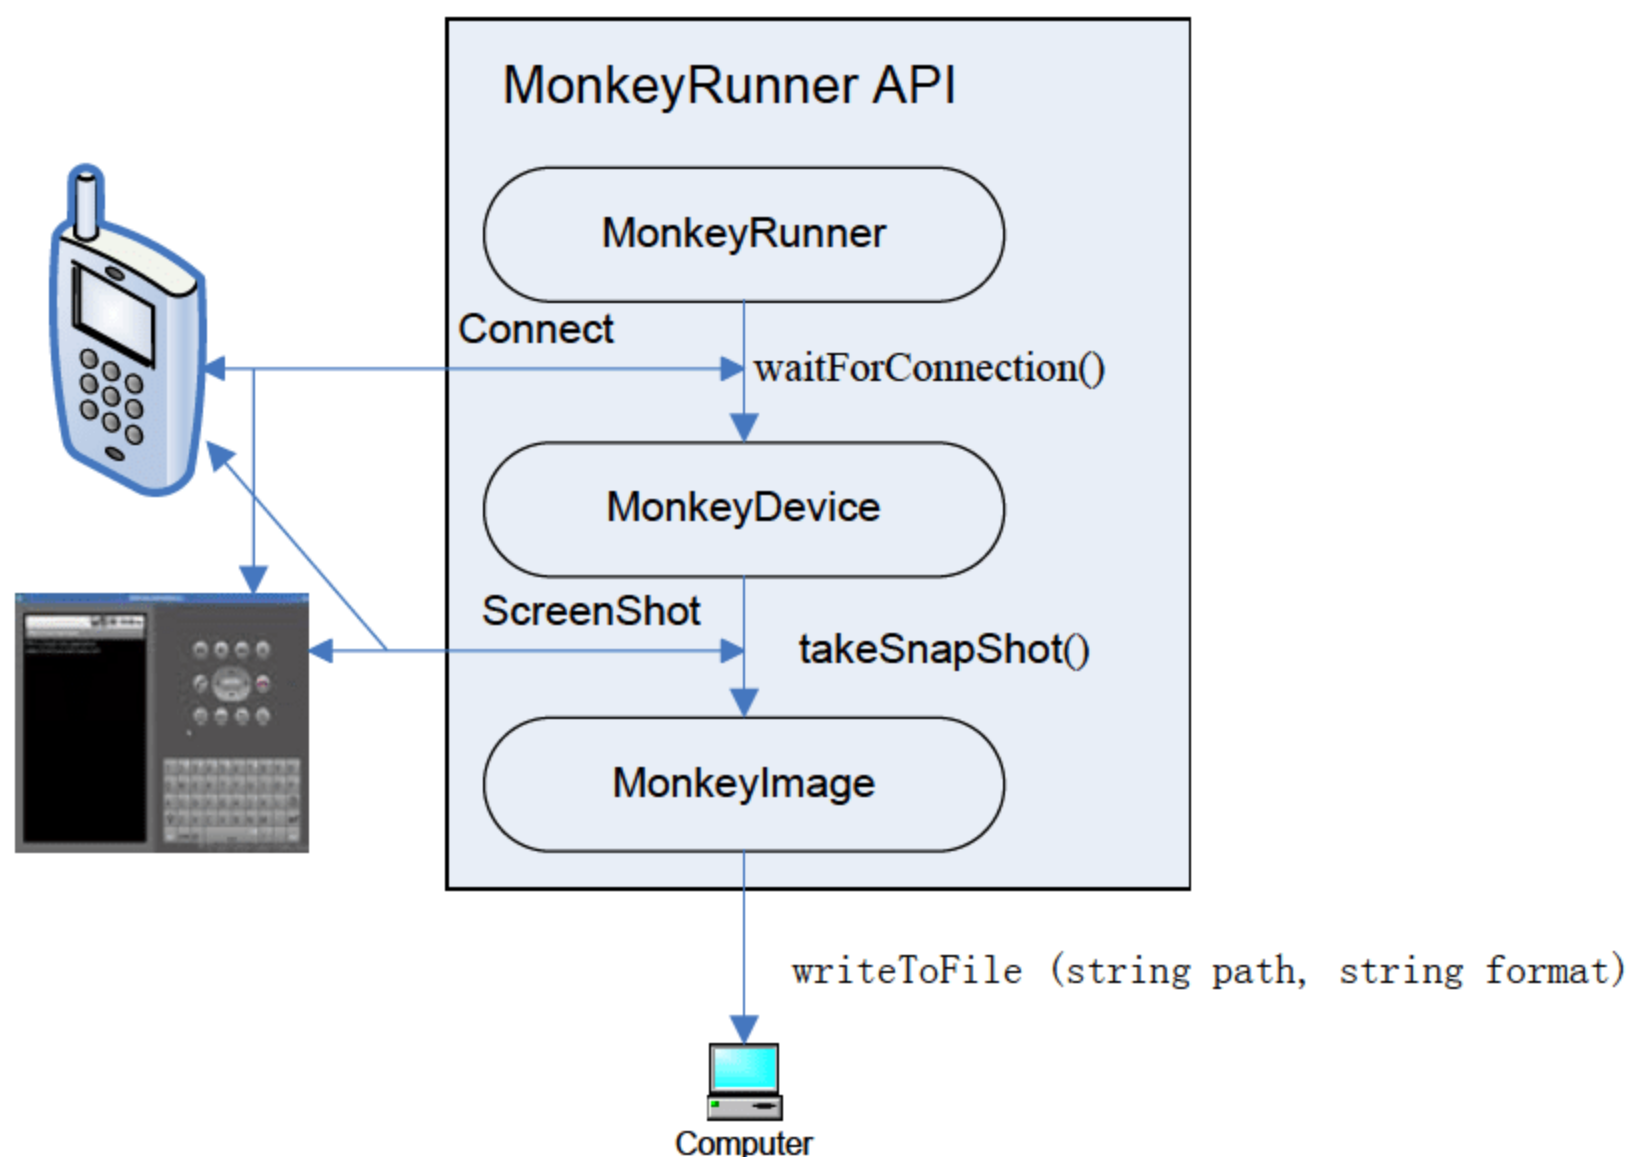 MonkeyRunner API
MonkeyRunner
Connect
waitForConnection()
MonkeyDevice
ScreenShot
takeSnapShot()
MonkeyImage
writeToFile (string path, string format)
Computer